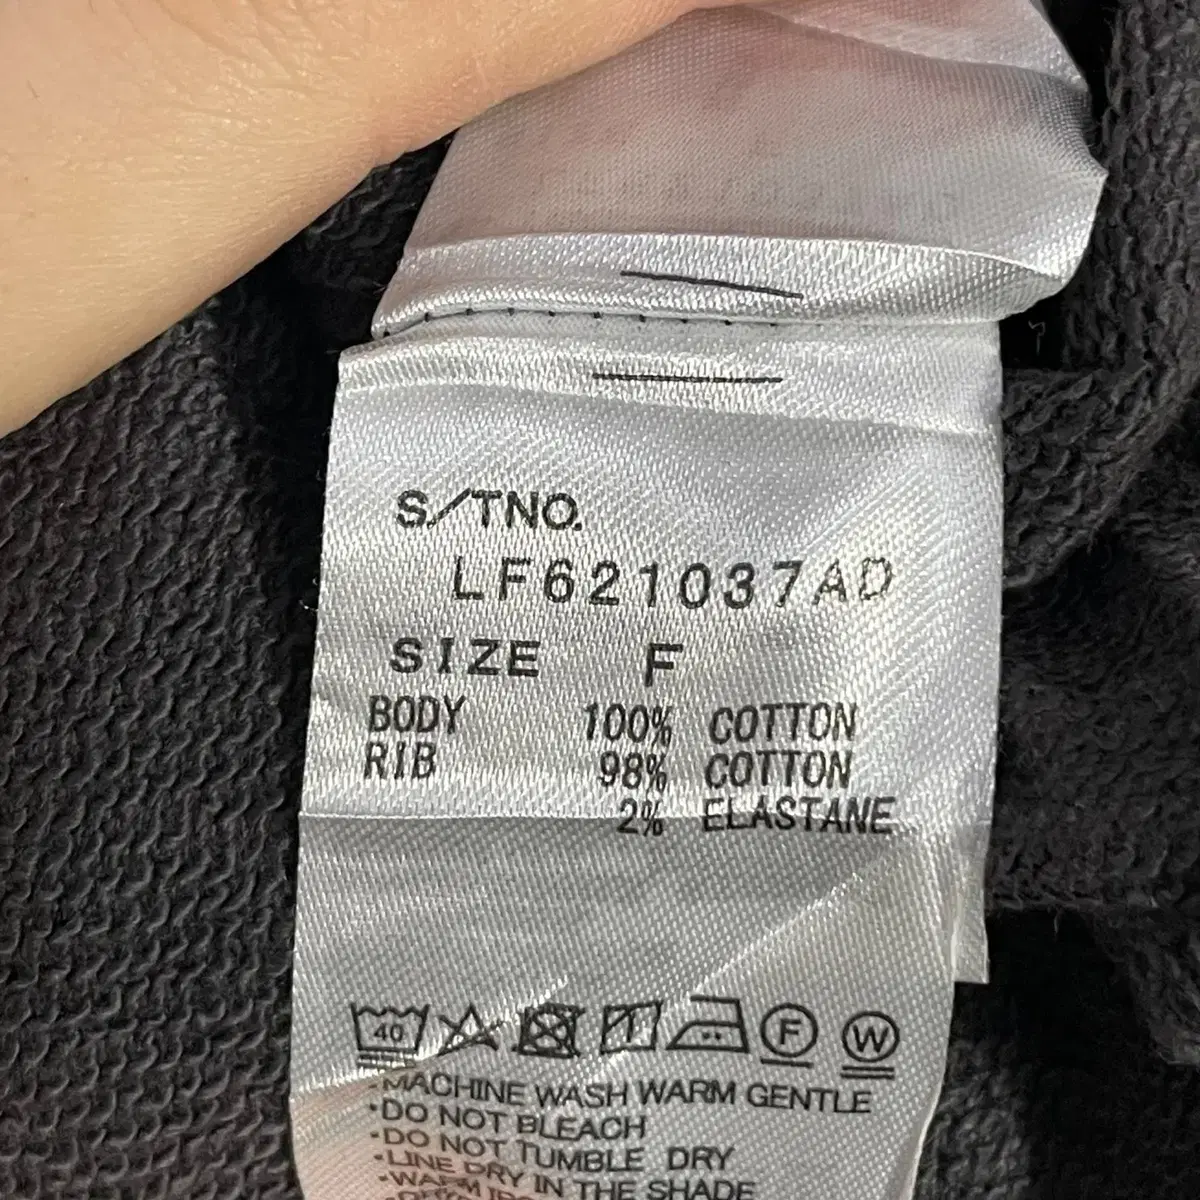 S/TNO.
LF621037AD
SIZE F
BODY 100% COTTON
RIB 98% COTTON
2% ELASTANE
40 F W
·MACHINE WASH WARM GENTLE
·DO NOT BLEACH
·DO NOT TUMBLE DRY
·LINE DRY IN THE SHADE
·WARM